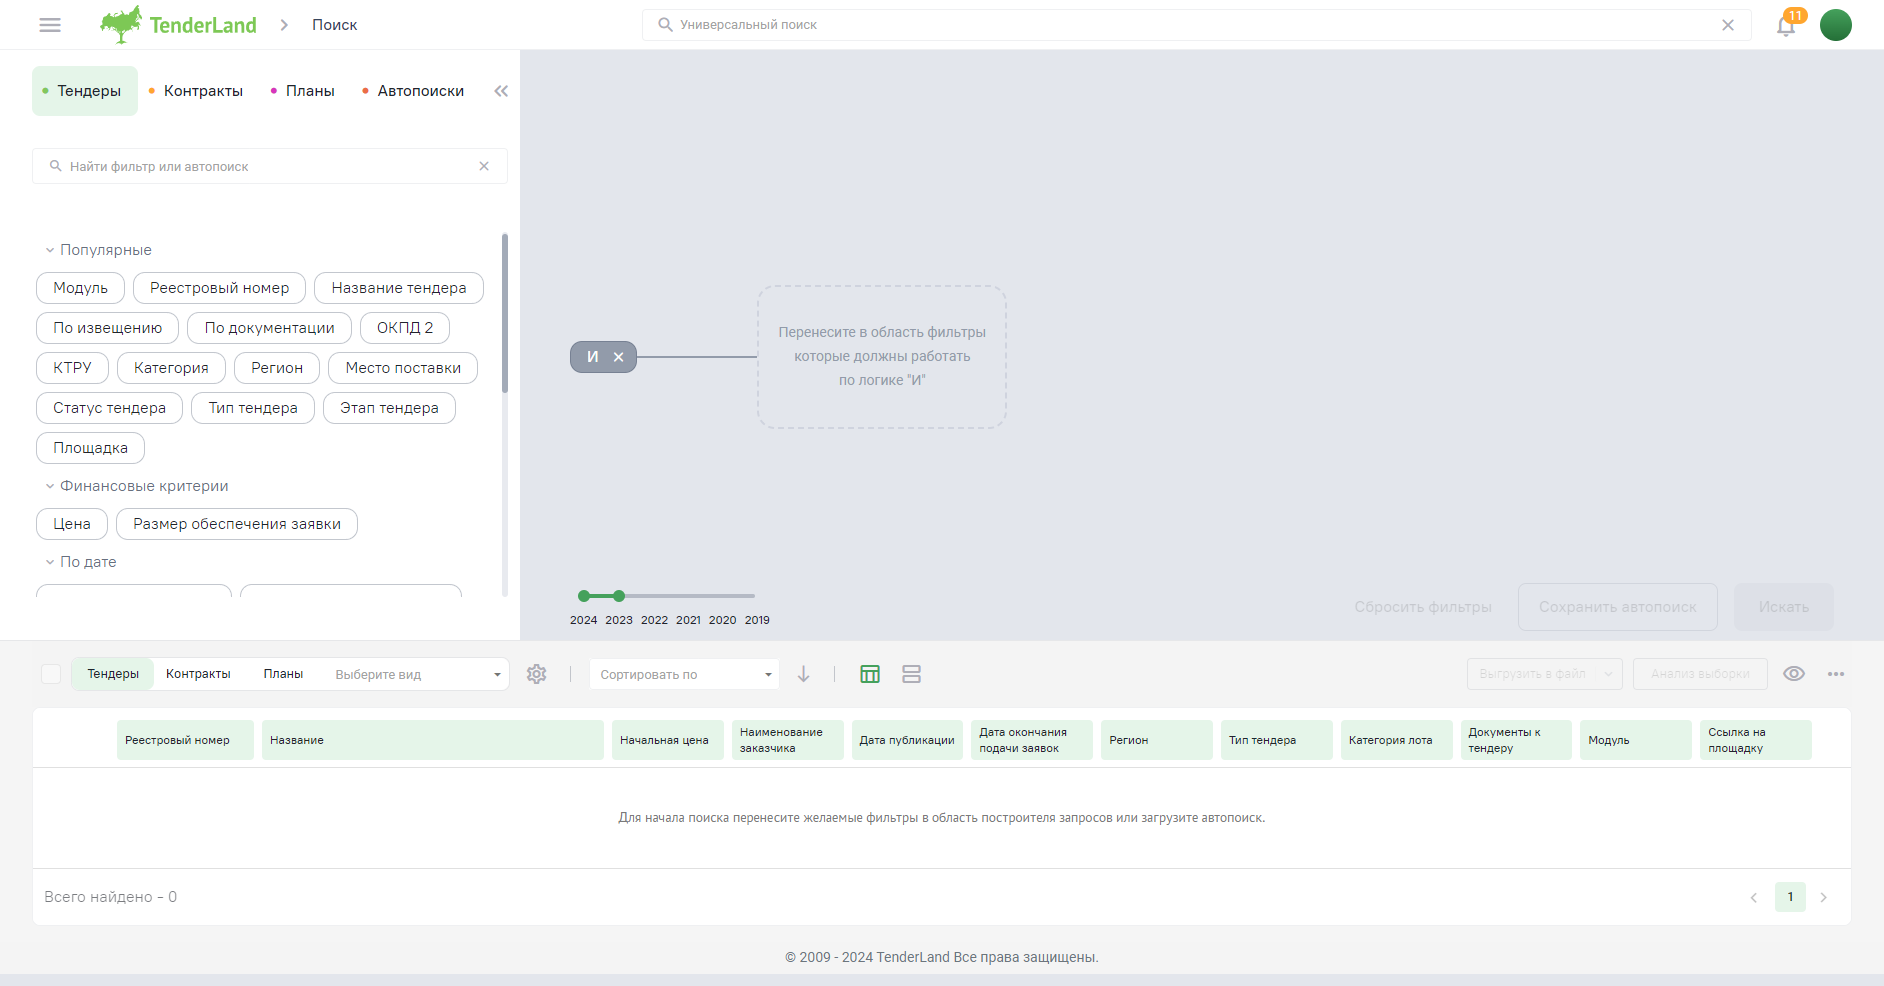 TenderLand
Поиск
Универсальный поиск
11
Тендеры
Контракты
Планы
Автопоиски
Найти фильтр или автопоиск
Популярные
Модуль
Реестровый номер
Название тендера
По извещению
По документации
ОКПД 2
КТРУ
Категория
Регион
Место поставки
Статус тендера
Тип тендера
Этап тендера
Площадка
Финансовые критерии
Цена
Размер обеспечения заявки
По дате
И
Перенесите в область фильтры
которые должны работать
по логике "И"
2024 2023 2022 2021 2020 2019
Сбросить фильтры
Сохранить автопоиск
Искать
Тендеры
Контракты
Планы
Выберите вид
Сортировать по
Выгрузить в файл
Анализ выборки
Реестровый номер
Название
Начальная цена
Наименование
заказчика
Дата публикации
Дата окончания
подачи заявок
Регион
Тип тендера
Категория лота
Документы к
тендеру
Модуль
Ссылка на
площадку
Для начала поиска перенесите желаемые фильтры в область построителя запросов или загрузите автопоиск.
Всего найдено - 0
1
© 2009 - 2024 TenderLand Все права защищены.